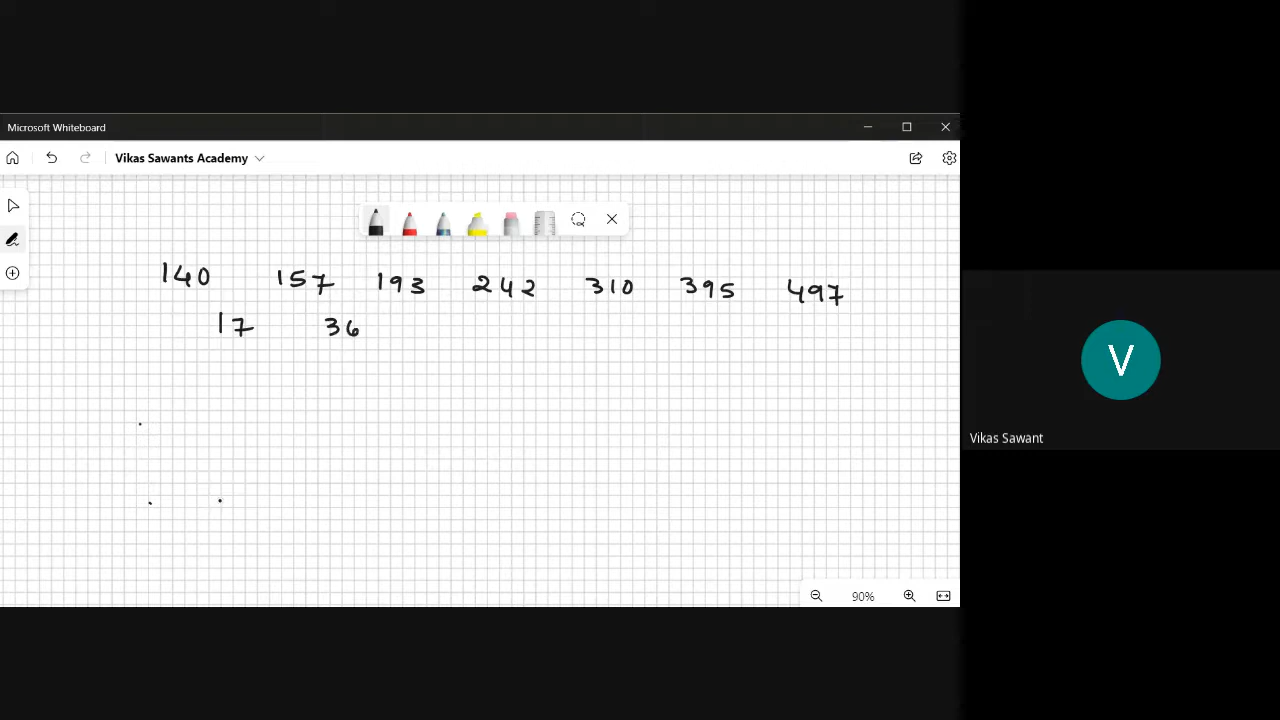 Microsoft Whiteboard
Vikas Sawants Academy
140 157 193 242 310 395 497
17 36
V
Vikas Sawant
90%